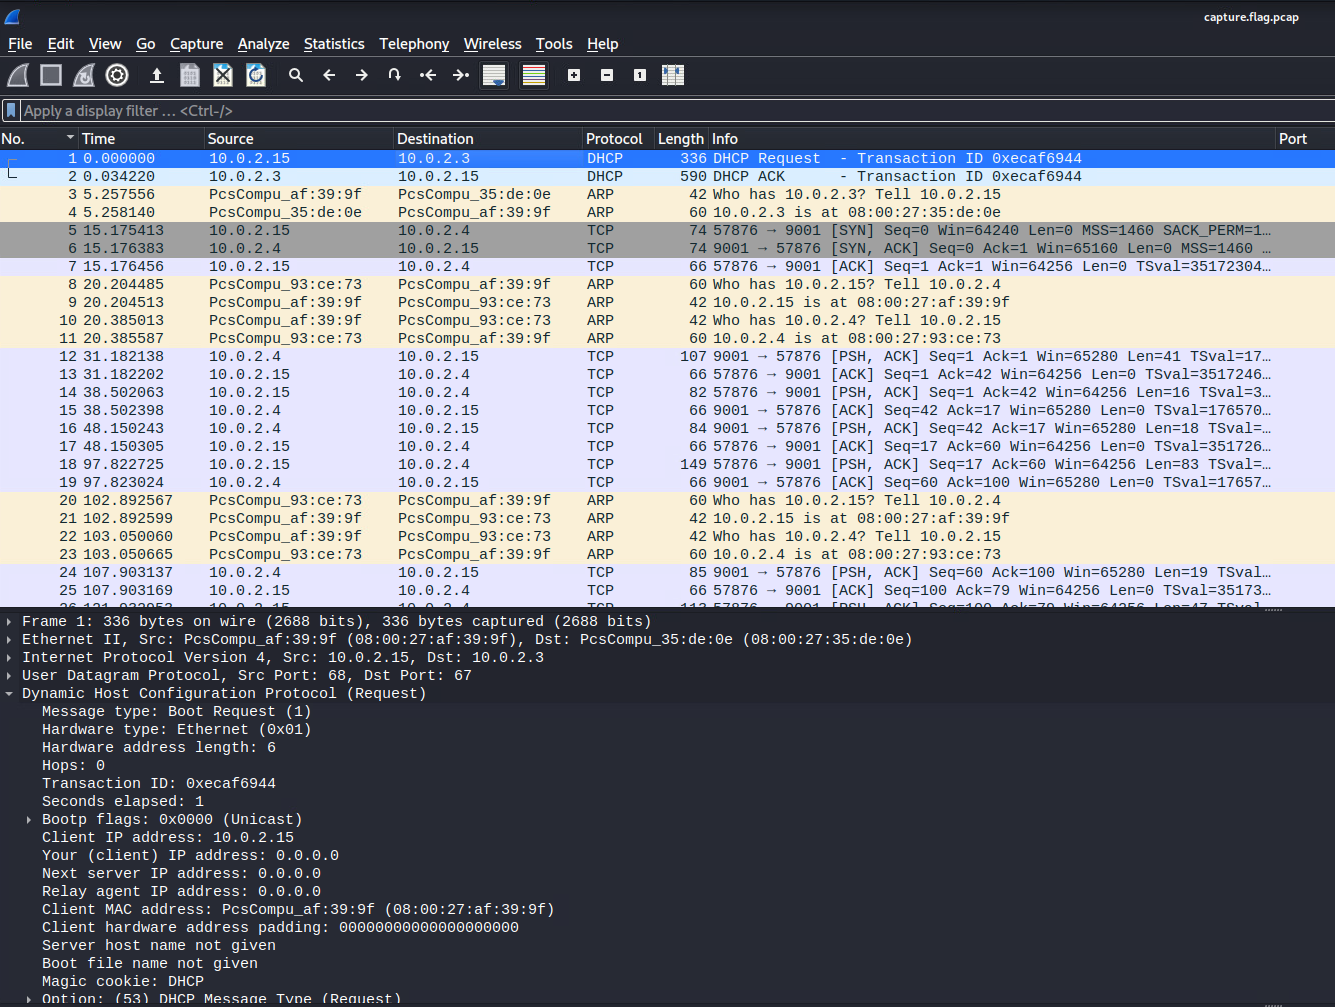 capture.flag.pcap
File Edit View Go Capture Analyze Statistics Telephony Wireless Tools Help
Apply a display filter … <Ctrl-/>
No. Time Source Destination Protocol Length Info Port
1 0.000000 10.0.2.15 10.0.2.3 DHCP 336 DHCP Request - Transaction ID 0xecaf6944
2 0.034220 10.0.2.3 10.0.2.15 DHCP 590 DHCP ACK - Transaction ID 0xecaf6944
3 5.257556 PcsCompu_af:39:9f PcsCompu_35:de:0e ARP 42 Who has 10.0.2.3? Tell 10.0.2.15
4 5.258140 PcsCompu_35:de:0e PcsCompu_af:39:9f ARP 60 10.0.2.3 is at 08:00:27:35:de:0e
5 15.175413 10.0.2.15 10.0.2.4 TCP 74 57876 → 9001 [SYN] Seq=0 Win=64240 Len=0 MSS=1460 SACK_PERM=1…
6 15.176383 10.0.2.4 10.0.2.15 TCP 74 9001 → 57876 [SYN, ACK] Seq=0 Ack=1 Win=65160 Len=0 MSS=1460 …
7 15.176456 10.0.2.15 10.0.2.4 TCP 66 57876 → 9001 [ACK] Seq=1 Ack=1 Win=64256 Len=0 TSval=35172304…
8 20.204485 PcsCompu_93:ce:73 PcsCompu_af:39:9f ARP 60 Who has 10.0.2.15? Tell 10.0.2.4
9 20.204513 PcsCompu_af:39:9f PcsCompu_93:ce:73 ARP 42 10.0.2.15 is at 08:00:27:af:39:9f
10 20.385013 PcsCompu_af:39:9f PcsCompu_93:ce:73 ARP 42 Who has 10.0.2.4? Tell 10.0.2.15
11 20.385587 PcsCompu_93:ce:73 PcsCompu_af:39:9f ARP 60 10.0.2.4 is at 08:00:27:93:ce:73
12 31.182138 10.0.2.4 10.0.2.15 TCP 107 9001 → 57876 [PSH, ACK] Seq=1 Ack=1 Win=65280 Len=41 TSval=17…
13 31.182202 10.0.2.15 10.0.2.4 TCP 66 57876 → 9001 [ACK] Seq=1 Ack=42 Win=64256 Len=0 TSval=3517246…
14 38.502063 10.0.2.15 10.0.2.4 TCP 82 57876 → 9001 [PSH, ACK] Seq=1 Ack=42 Win=64256 Len=16 TSval=3…
15 38.502398 10.0.2.4 10.0.2.15 TCP 66 9001 → 57876 [ACK] Seq=42 Ack=17 Win=65280 Len=0 TSval=176570…
16 48.150243 10.0.2.4 10.0.2.15 TCP 84 9001 → 57876 [PSH, ACK] Seq=42 Ack=17 Win=65280 Len=18 TSval=…
17 48.150305 10.0.2.15 10.0.2.4 TCP 66 57876 → 9001 [ACK] Seq=17 Ack=60 Win=64256 Len=0 TSval=351726…
18 97.822725 10.0.2.15 10.0.2.4 TCP 149 57876 → 9001 [PSH, ACK] Seq=17 Ack=60 Win=64256 Len=83 TSval=…
19 97.823024 10.0.2.4 10.0.2.15 TCP 66 9001 → 57876 [ACK] Seq=60 Ack=100 Win=65280 Len=0 TSval=17657…
20 102.892567 PcsCompu_93:ce:73 PcsCompu_af:39:9f ARP 60 Who has 10.0.2.15? Tell 10.0.2.4
21 102.892599 PcsCompu_af:39:9f PcsCompu_93:ce:73 ARP 42 10.0.2.15 is at 08:00:27:af:39:9f
22 103.050060 PcsCompu_af:39:9f PcsCompu_93:ce:73 ARP 42 Who has 10.0.2.4? Tell 10.0.2.15
23 103.050665 PcsCompu_93:ce:73 PcsCompu_af:39:9f ARP 60 10.0.2.4 is at 08:00:27:93:ce:73
24 107.903137 10.0.2.4 10.0.2.15 TCP 85 9001 → 57876 [PSH, ACK] Seq=60 Ack=100 Win=65280 Len=19 TSval…
25 107.903169 10.0.2.15 10.0.2.4 TCP 66 57876 → 9001 [ACK] Seq=100 Ack=79 Win=64256 Len=0 TSval=35173…
Frame 1: 336 bytes on wire (2688 bits), 336 bytes captured (2688 bits)
Ethernet II, Src: PcsCompu_af:39:9f (08:00:27:af:39:9f), Dst: PcsCompu_35:de:0e (08:00:27:35:de:0e)
Internet Protocol Version 4, Src: 10.0.2.15, Dst: 10.0.2.3
User Datagram Protocol, Src Port: 68, Dst Port: 67
Dynamic Host Configuration Protocol (Request)
Message type: Boot Request (1)
Hardware type: Ethernet (0x01)
Hardware address length: 6
Hops: 0
Transaction ID: 0xecaf6944
Seconds elapsed: 1
Bootp flags: 0x0000 (Unicast)
Client IP address: 10.0.2.15
Your (client) IP address: 0.0.0.0
Next server IP address: 0.0.0.0
Relay agent IP address: 0.0.0.0
Client MAC address: PcsCompu_af:39:9f (08:00:27:af:39:9f)
Client hardware address padding: 00000000000000000000
Server host name not given
Boot file name not given
Magic cookie: DHCP
Option: (53) DHCP Message Type (Request)